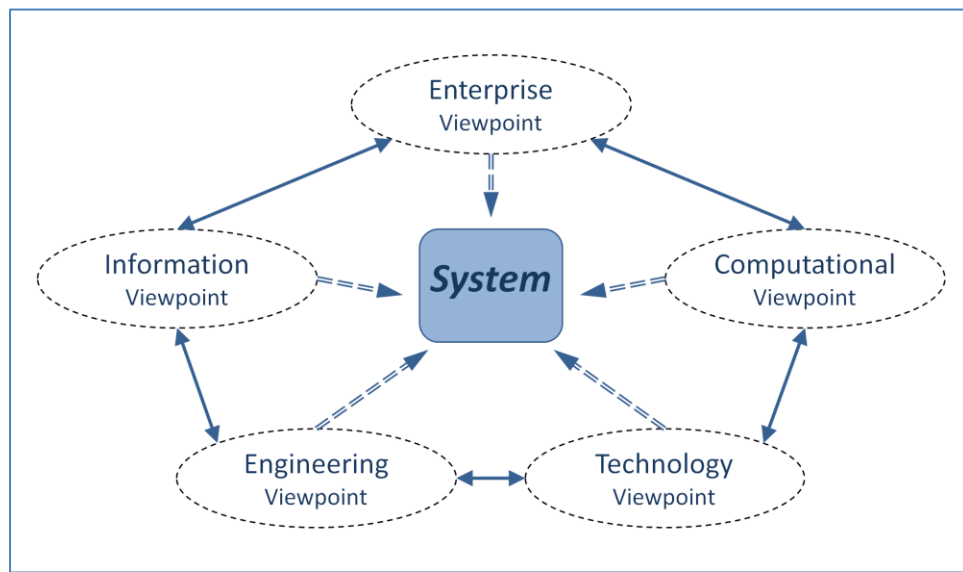 Enterprise
Viewpoint
Information
Viewpoint
System
Computational
Viewpoint
Engineering
Viewpoint
Technology
Viewpoint